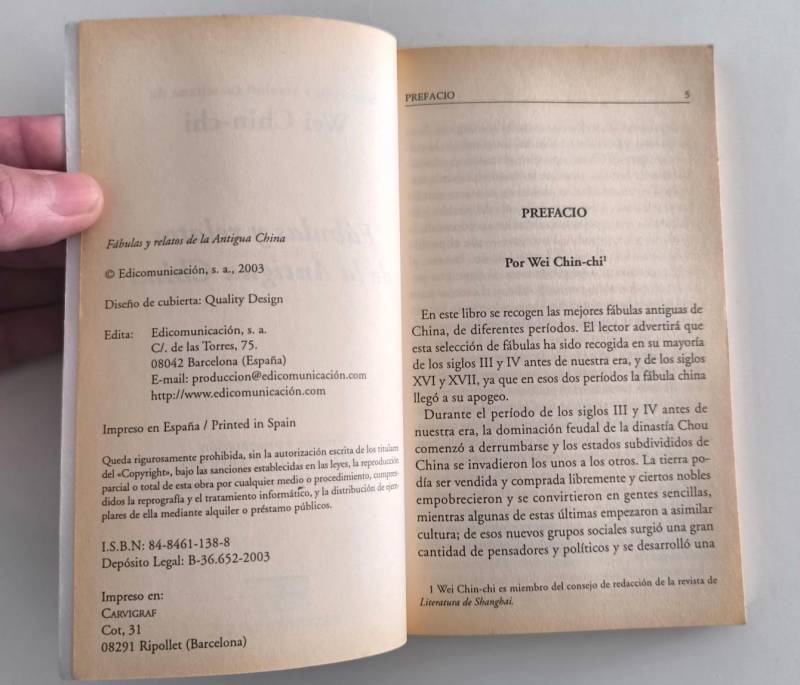 Fábulas y relatos de la Antigua China
© Edicomunicación, s. a., 2003
Diseño de cubierta: Quality Design
Edita: Edicomunicación, s. a.
C/. de las Torres, 75.
08042 Barcelona (España)
E-mail: produccion@edicomunicacion.com
http://www.edicomunicacion.com
Impreso en España / Printed in Spain
Queda rigurosamente prohibida, sin la autorización escrita de los titulares
del «Copyright», bajo las sanciones establecidas en las leyes, la reproducción
parcial o total de esta obra por cualquier medio o procedimiento, compren-
didos la reprografía y el tratamiento informático, y la distribución de ejem-
plares de ella mediante alquiler o préstamo públicos.
I.S.B.N: 84-8461-138-8
Depósito Legal: B-36.652-2003
Impreso en:
CARVIGRAF
Cot, 31
08291 Ripollet (Barcelona)
PREFACIO 5
PREFACIO
Por Wei Chin-chi¹
En este libro se recogen las mejores fábulas antiguas de
China, de diferentes períodos. El lector advertirá que
esta selección de fábulas ha sido recogida en su mayoría
de los siglos III y IV antes de nuestra era, y de los siglos
XVI y XVII, ya que en esos dos períodos la fábula china
llegó a su apogeo.
Durante el período de los siglos III y IV antes de
nuestra era, la dominación feudal de la dinastía Chou
comenzó a derrumbarse y los estados subdivididos de
China se invadieron los unos a los otros. La tierra po-
día ser vendida y comprada libremente y ciertos nobles
empobrecieron y se convirtieron en gentes sencillas,
mientras algunas de estas últimas empezaron a asimilar
cultura; de esos nuevos grupos sociales surgió una gran
cantidad de pensadores y políticos y se desarrolló una
1 Wei Chin-chi es miembro del consejo de redacción de la revista de
Literatura de Shanghai.